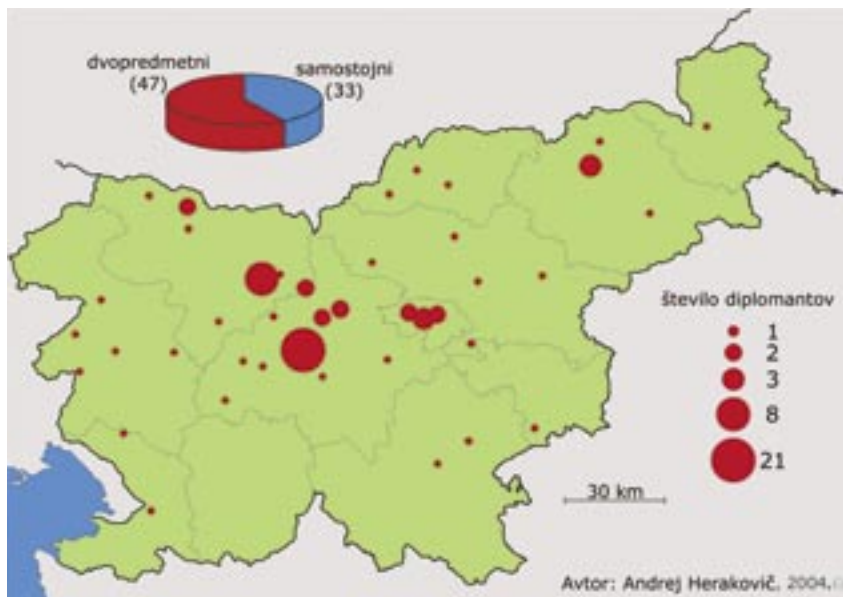 dvopredmetni
(47)
samostojni
(33)
število diplomantov
1
2
3
8
21
30 km
Avtor: Andrej Herakovič, 2004.